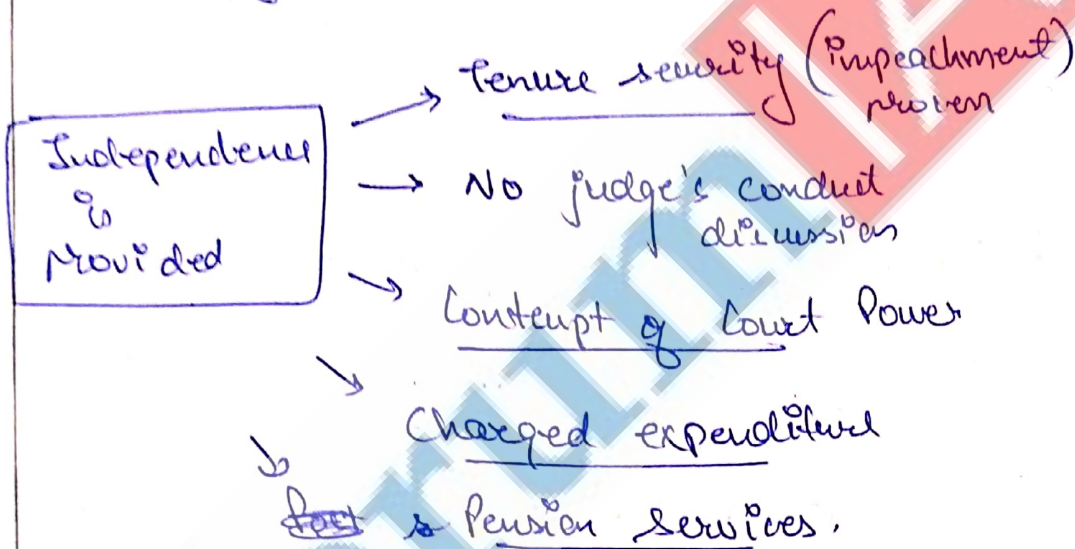 Tenure security (impeachment)
proven
Independence
is
provided
No judge's conduct
discussion
Contempt of Court Power
Charged expenditure
& Pension services.
rum